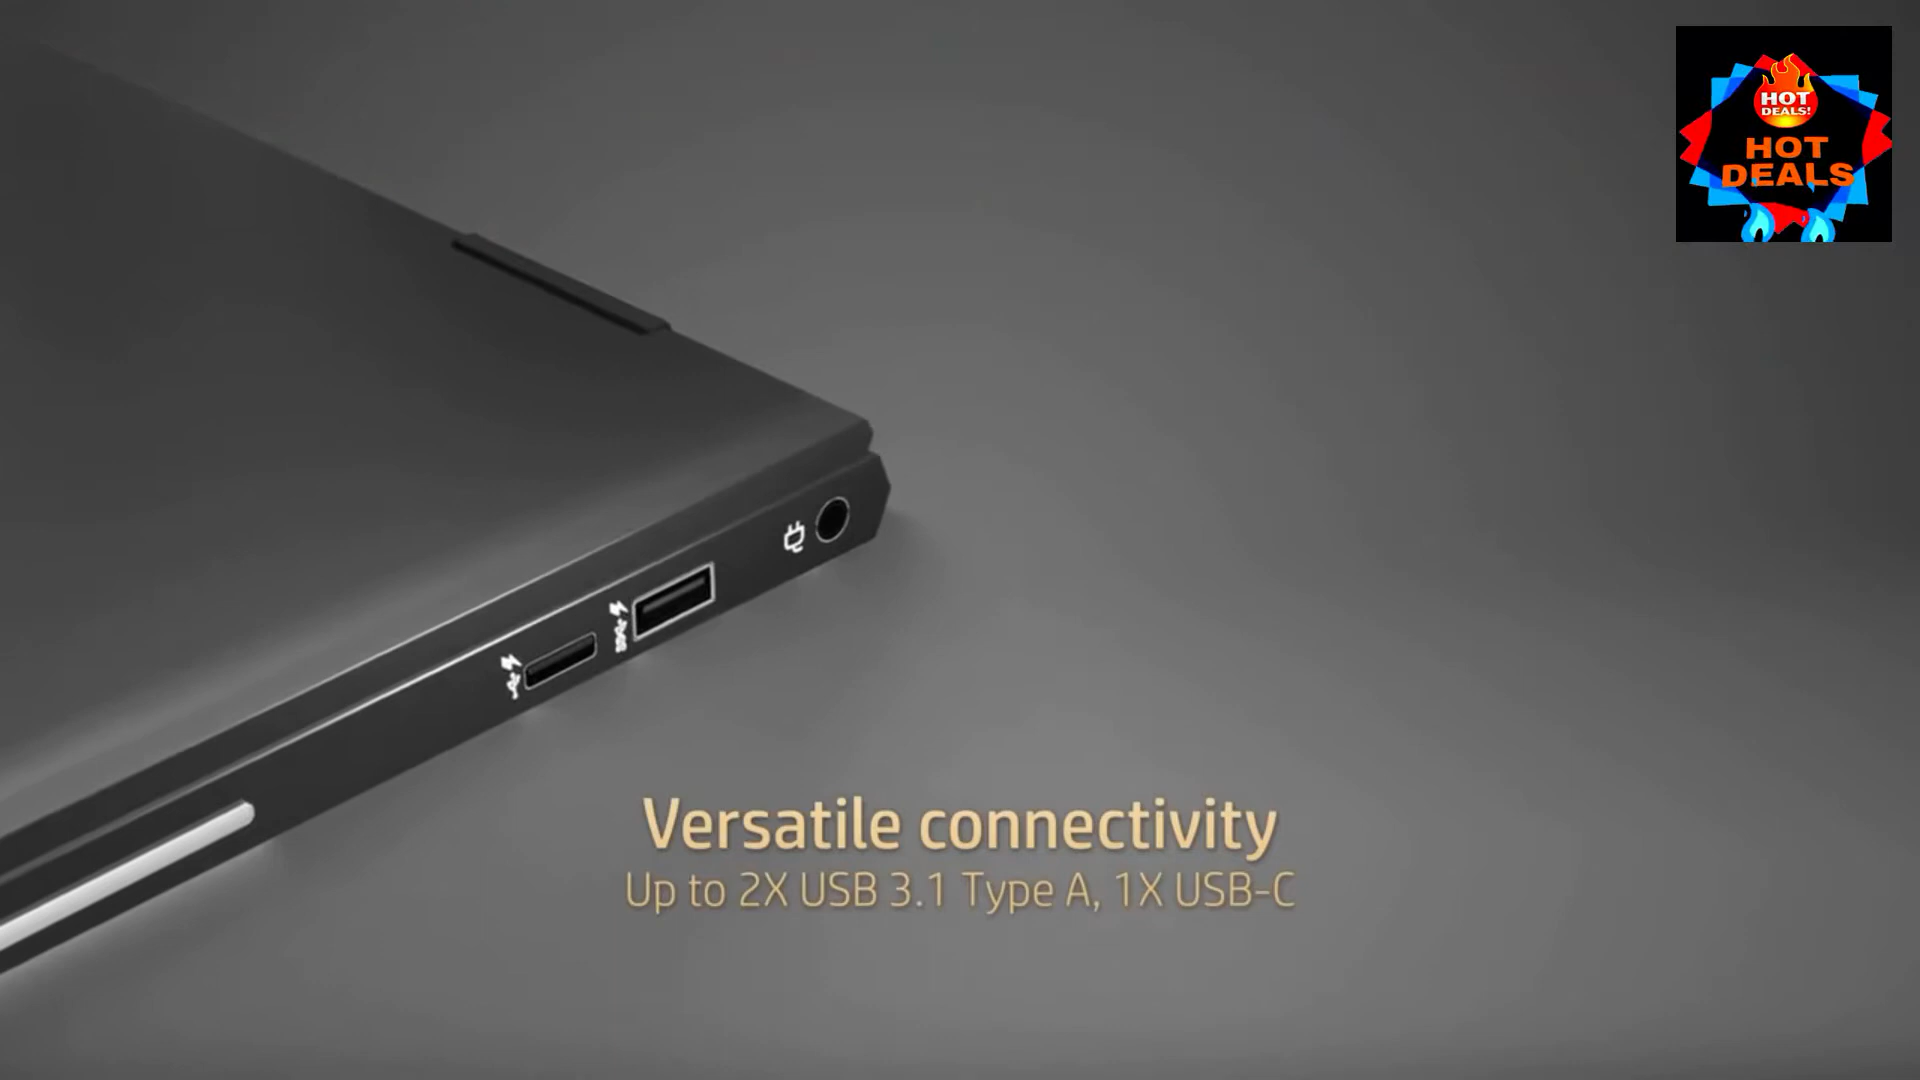 HOT
DEALS!
HOT
DEALS
Versatile connectivity
Up to 2X USB 3.1 Type A, 1X USB-C